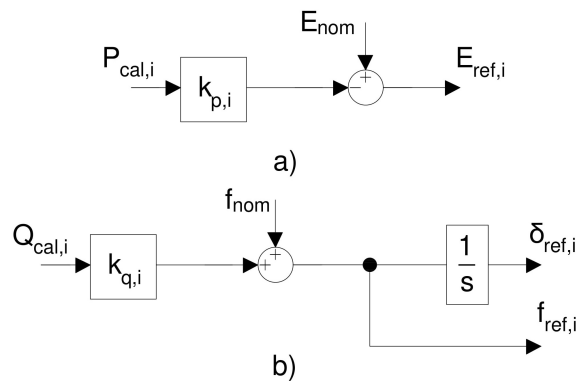 E_nom
P_cal,i
k_p,i
+
−
E_ref,i
a)
f_nom
Q_cal,i
k_q,i
+
+
1
s
δ_ref,i
f_ref,i
b)